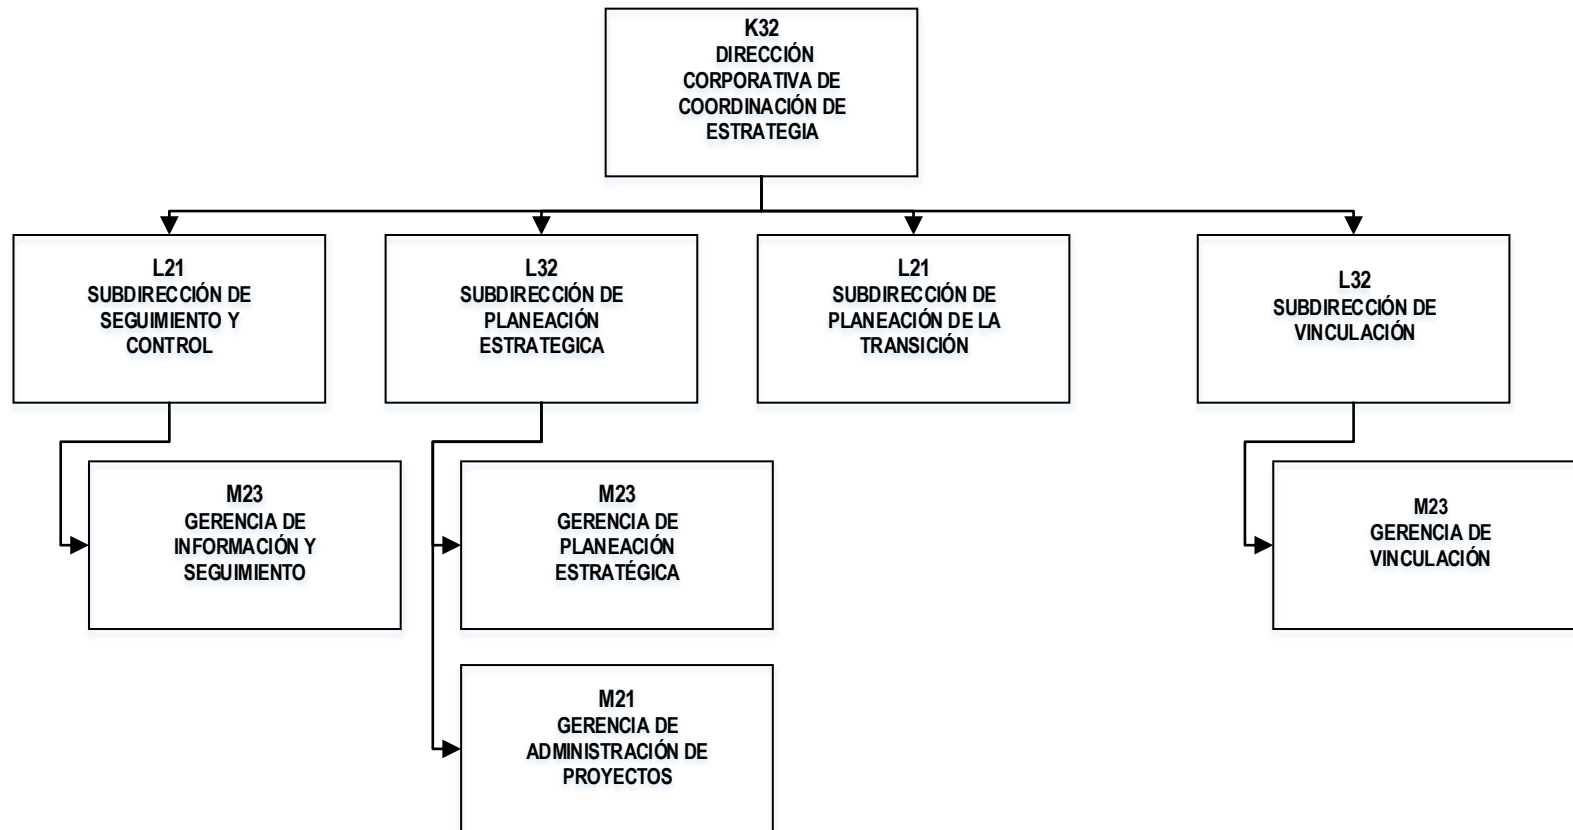 K32
DIRECCIÓN
CORPORATIVA DE
COORDINACIÓN DE
ESTRATEGIA
L21
SUBDIRECCIÓN DE
SEGUIMIENTO Y
CONTROL
L32
SUBDIRECCIÓN DE
PLANEACIÓN
ESTRATEGICA
L21
SUBDIRECCIÓN DE
PLANEACIÓN DE LA
TRANSICIÓN
L32
SUBDIRECCIÓN DE
VINCULACIÓN
M23
GERENCIA DE
INFORMACIÓN Y
SEGUIMIENTO
M23
GERENCIA DE
PLANEACIÓN
ESTRATÉGICA
M23
GERENCIA DE
VINCULACIÓN
M21
GERENCIA DE
ADMINISTRACIÓN DE
PROYECTOS